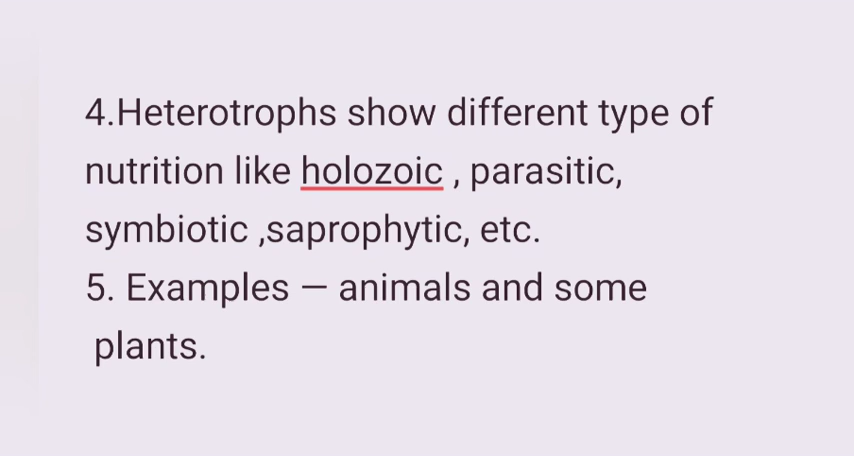 4.Heterotrophs show different type of
nutrition like holozoic , parasitic,
symbiotic ,saprophytic, etc.
5. Examples — animals and some
plants.